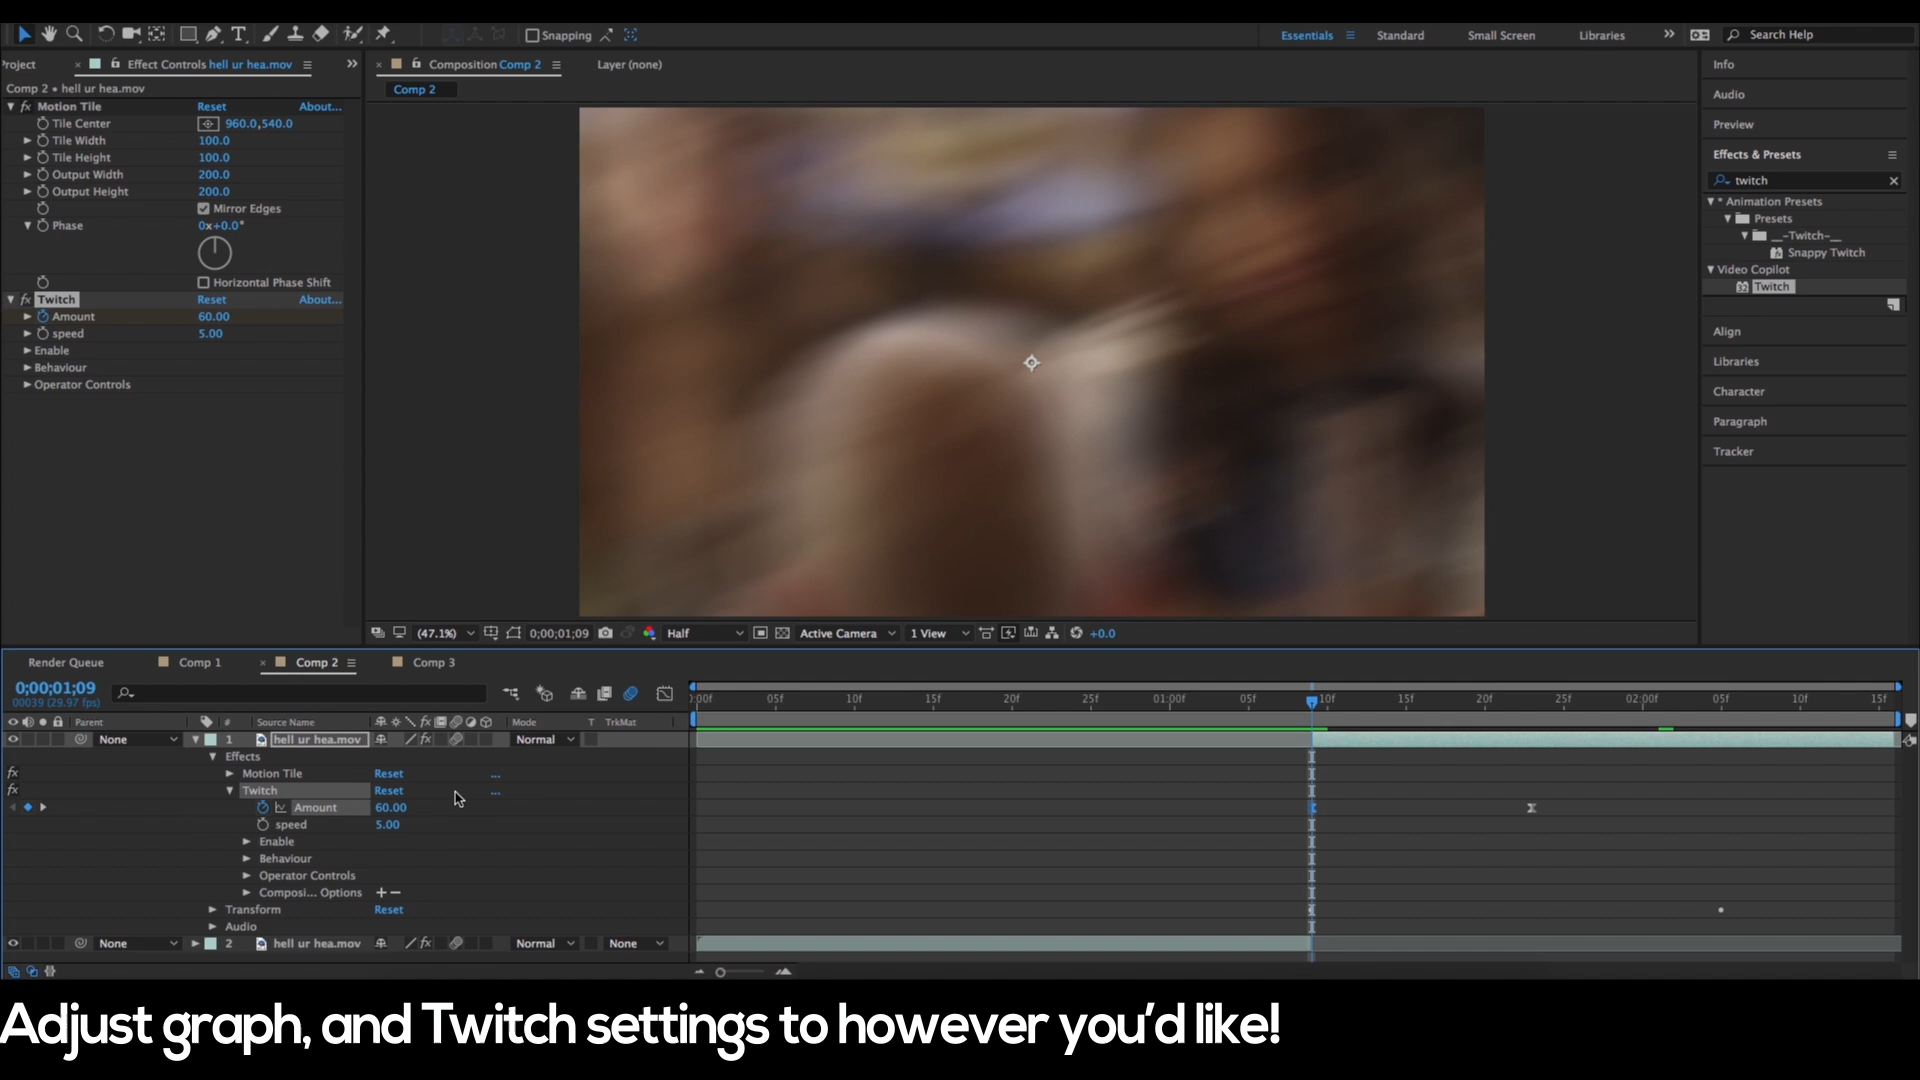 Snapping
Essentials
Standard
Small Screen
Libraries
Search Help
Project
Effect Controls hell ur hea.mov
Composition Comp 2
Layer (none)
Comp 2 • hell ur hea.mov
Comp 2
Motion Tile Reset About...
Tile Center 960.0,540.0
Tile Width 100.0
Tile Height 100.0
Output Width 200.0
Output Height 200.0
Mirror Edges
Phase 0x+0.0°
Horizontal Phase Shift
fx Twitch Reset About...
Amount 60.00
speed 5.00
Enable
Behaviour
Operator Controls
Info
Audio
Preview
Effects & Presets
twitch
* Animation Presets
Presets
__-Twitch-__
Snappy Twitch
Video Copilot
Twitch
Align
Libraries
Character
Paragraph
Tracker
(47.1%) 0;00;01;09 Half Active Camera 1 View +0.0
Render Queue Comp 1 Comp 2 Comp 3
0;00;01;09
00039 (29.97 fps)
):00f 05f 10f 15f 20f 25f 01:00f 05f 10f 15f 20f 25f 02:00f 05f 10f 15f
Parent # Source Name Mode T TrkMat
None 1 hell ur hea.mov fx Normal
Effects
fx Motion Tile Reset ...
fx Twitch Reset ...
Amount 60.00
speed 5.00
Enable
Behaviour
Operator Controls
Composi... Options + −
Transform Reset
Audio
None 2 hell ur hea.mov fx Normal None
Adjust graph, and Twitch settings to however you'd like!